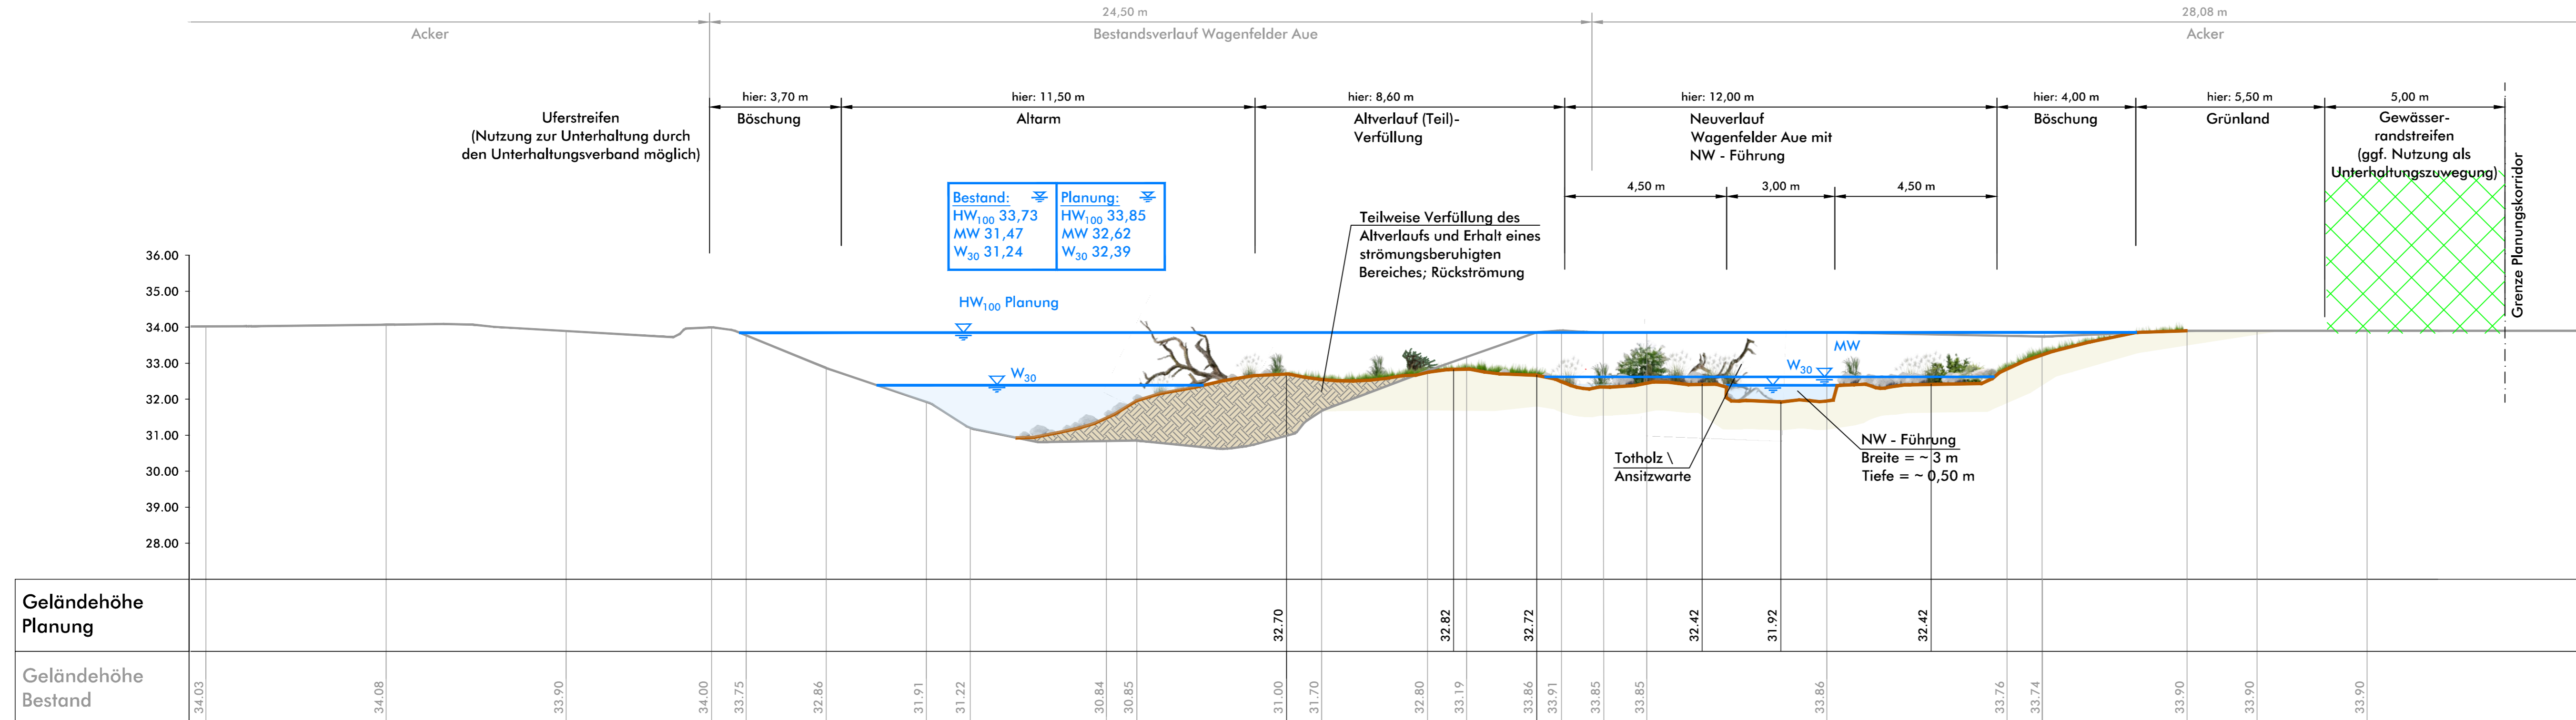 24,50 m
28,08 m
Acker
Bestandsverlauf Wagenfelder Aue
Acker
hier: 3,70 m
hier: 11,50 m
hier: 8,60 m
hier: 12,00 m
hier: 4,00 m
hier: 5,50 m
5,00 m
Uferstreifen
(Nutzung zur Unterhaltung durch
den Unterhaltungsverband möglich)
Böschung
Altarm
Altverlauf (Teil)-
Verfüllung
Neuverlauf
Wagenfelder Aue mit
NW - Führung
Böschung
Grünland
Gewässer-
randstreifen
(ggf. Nutzung als
Unterhaltungszuwegung)
Grenze Planungskorridor
4,50 m
3,00 m
4,50 m
Bestand:
HW100 33,73
MW 31,47
W30 31,24
Planung:
HW100 33,85
MW 32,62
W30 32,39
Teilweise Verfüllung des
Altverlaufs und Erhalt eines
strömungsberuhigten
Bereiches; Rückströmung
36.00
35.00
34.00
33.00
32.00
31.00
30.00
39.00
28.00
HW100 Planung
W30
MW
W30
Totholz \
Ansitzwarte
NW - Führung
Breite = ~ 3 m
Tiefe = ~ 0,50 m
Geländehöhe
Planung
32.70
32.82
32.72
32.42
31.92
32.42
Geländehöhe
Bestand
34.03
34.08
33.90
34.00
33.75
32.86
31.91
31.22
30.84
30.85
31.00
31.70
32.80
33.19
33.86
33.91
33.85
33.85
33.86
33.76
33.74
33.90
33.90
33.90